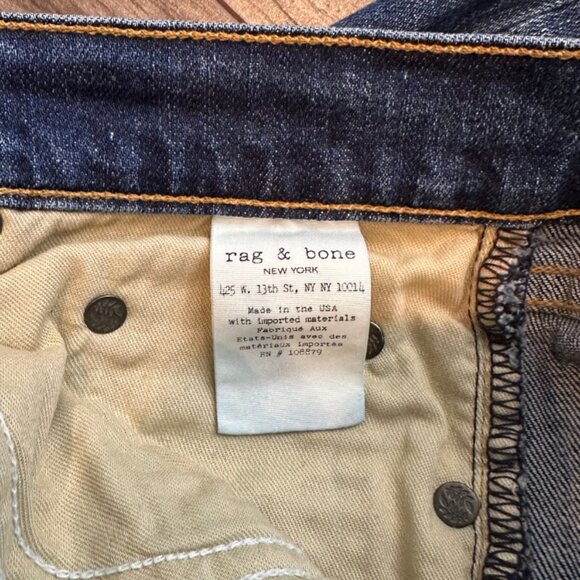 rag & bone
NEW YORK
425 W. 13th St, NY NY 10014
Made in the USA
with imported materials
Fabriqué Aux
Etats-Unis avec des
matériaux importés
RN # 108879